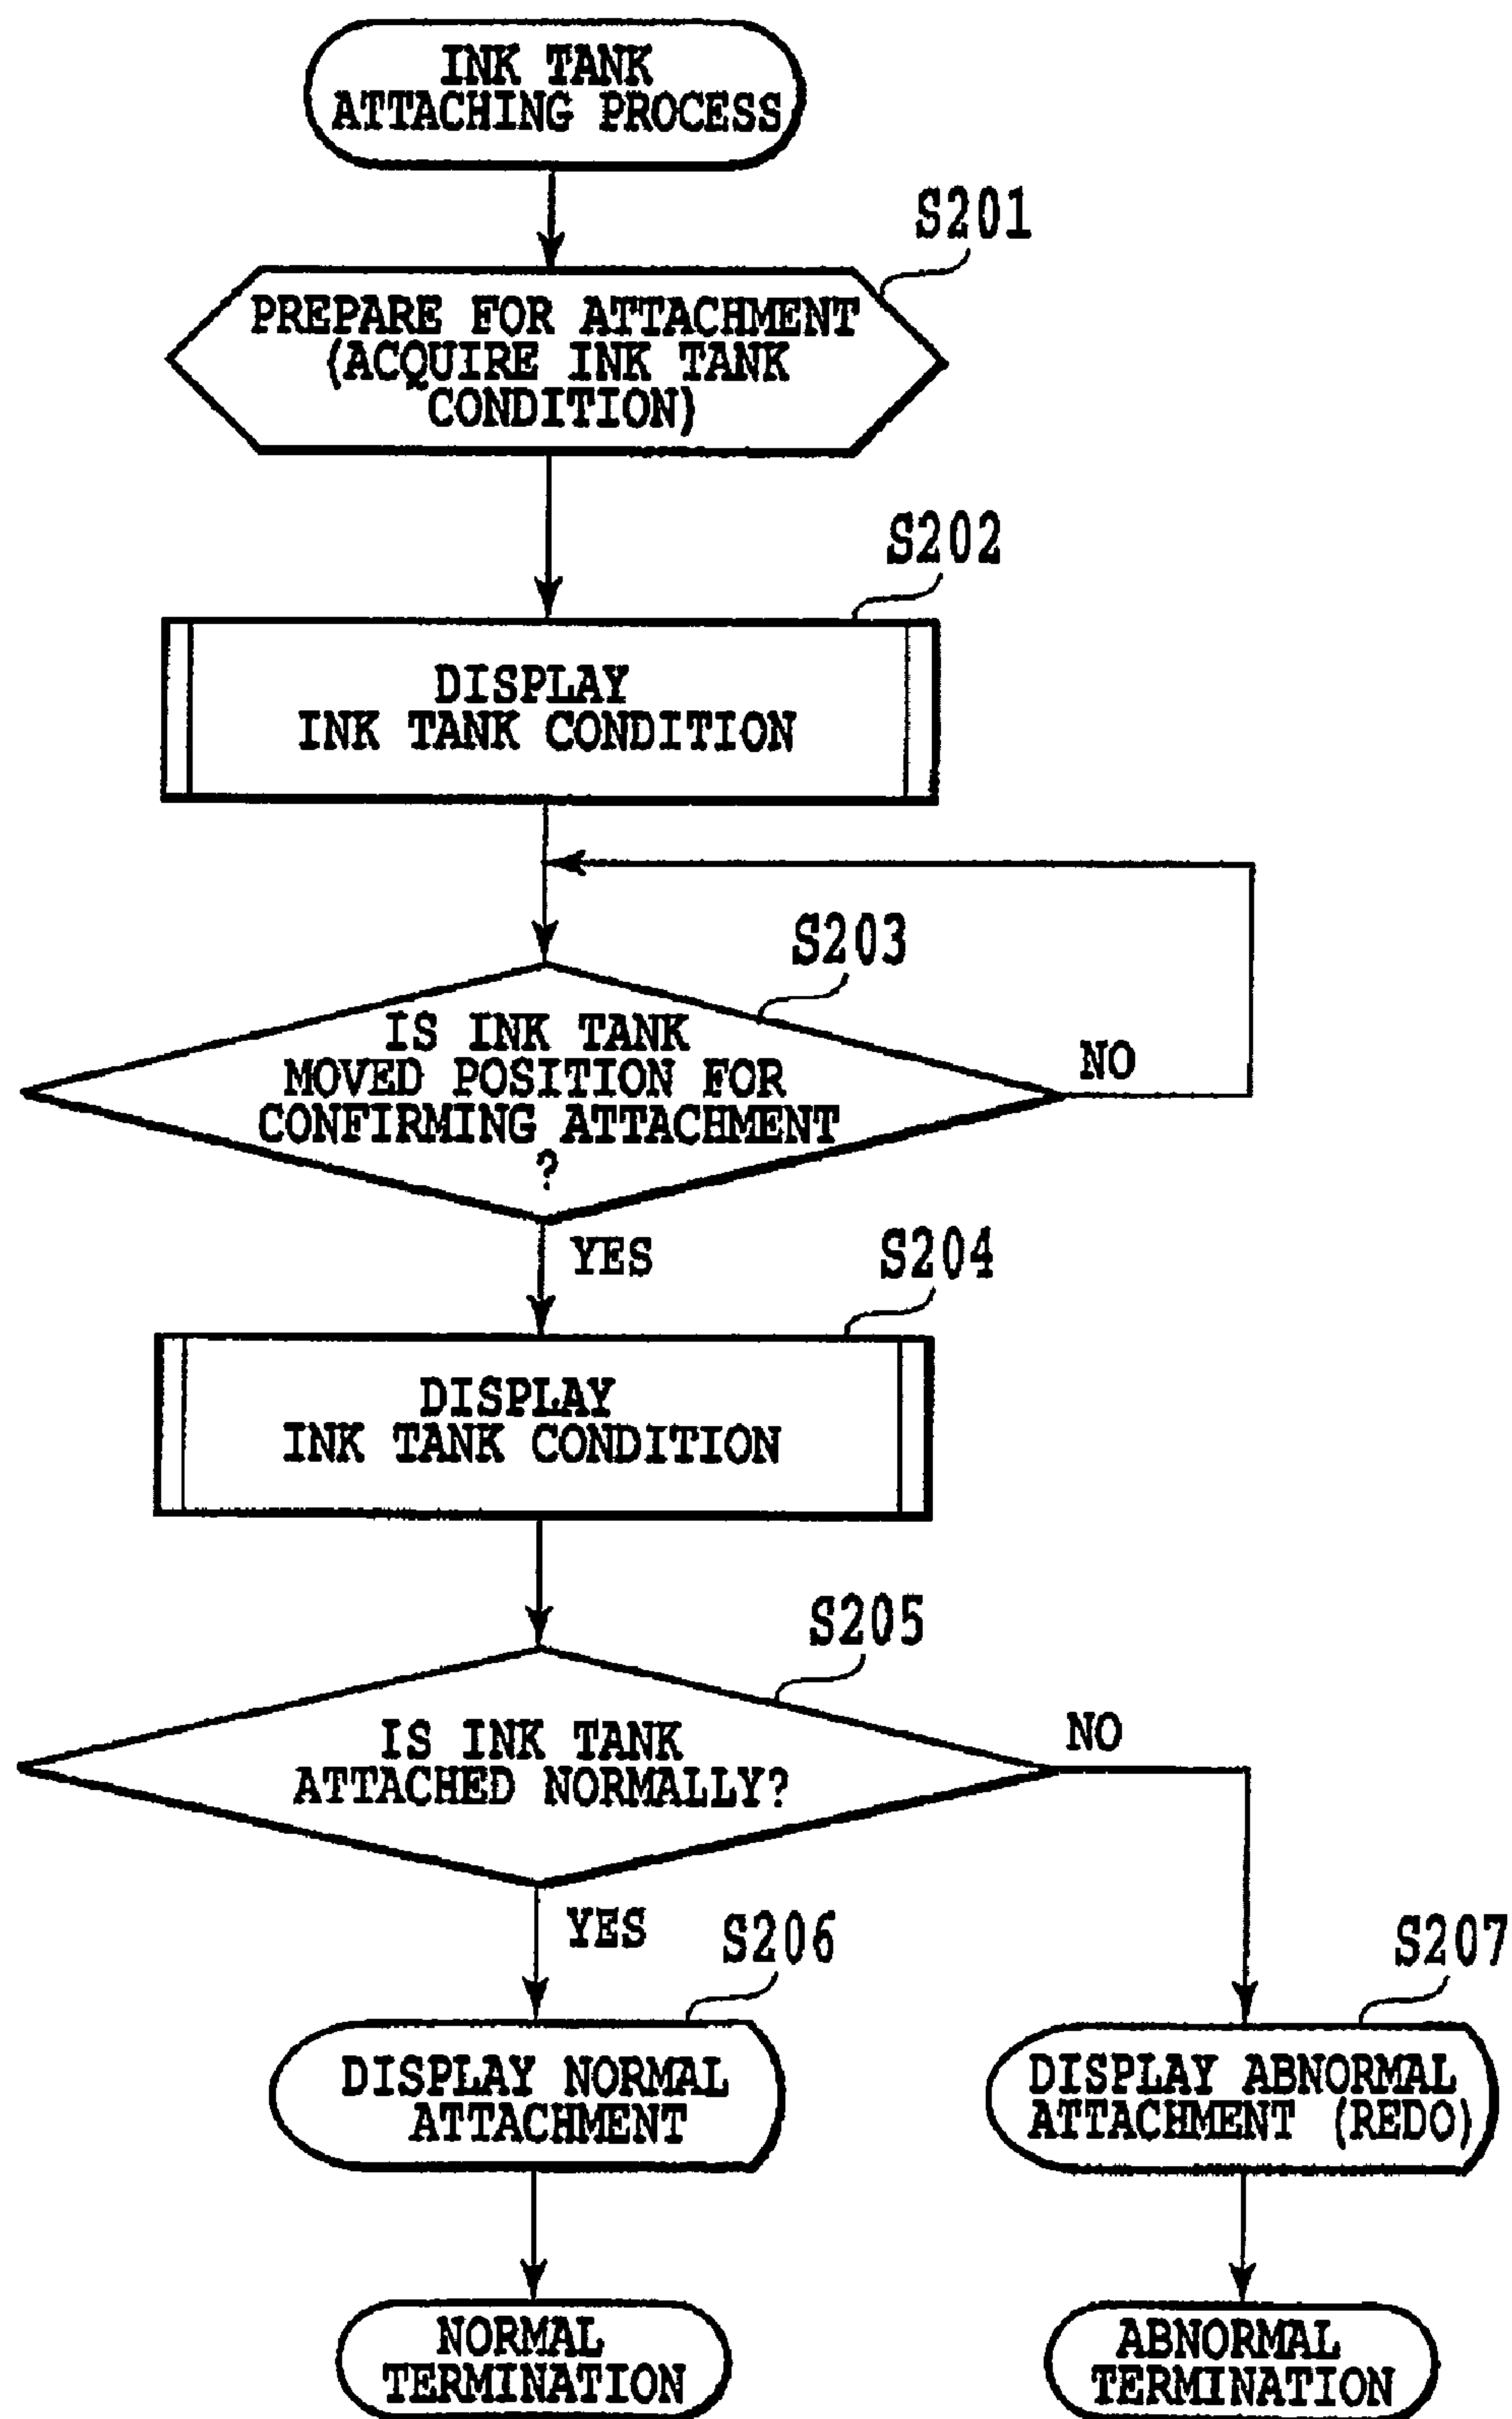 INK TANK
ATTACHING PROCESS
S201
PREPARE FOR ATTACHMENT
(ACQUIRE INK TANK
CONDITION)
S202
DISPLAY
INK TANK CONDITION
S203
IS INK TANK
MOVED POSITION FOR
CONFIRMING ATTACHMENT
?
NO
YES
S204
DISPLAY
INK TANK CONDITION
S205
IS INK TANK
ATTACHED NORMALLY?
NO
YES
S206
DISPLAY NORMAL
ATTACHMENT
S207
DISPLAY ABNORMAL
ATTACHMENT (REDO)
NORMAL
TERMINATION
ABNORMAL
TERMINATION